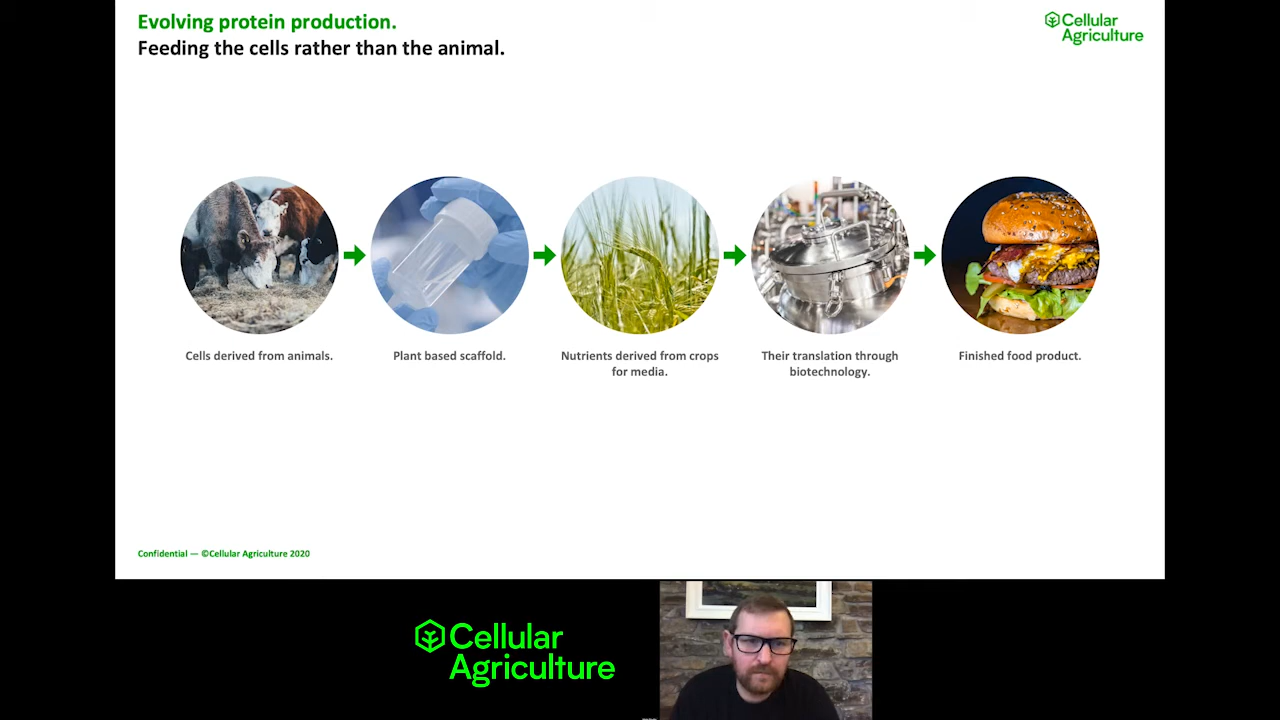 Evolving protein production.
Feeding the cells rather than the animal.
Cellular
Agriculture
Cells derived from animals.
Plant based scaffold.
Nutrients derived from crops
for media.
Their translation through
biotechnology.
Finished food product.
Confidential — ©Cellular Agriculture 2020
Cellular
Agriculture